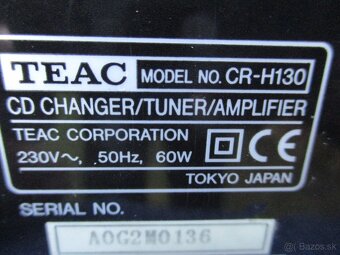 TEAC MODEL NO. CR-H130
CD CHANGER/TUNER/AMPLIFIER
TEAC CORPORATION
230V~, 50Hz, 60W CE
TOKYO JAPAN
SERIAL NO.
A0G2M0136
bazos.sk